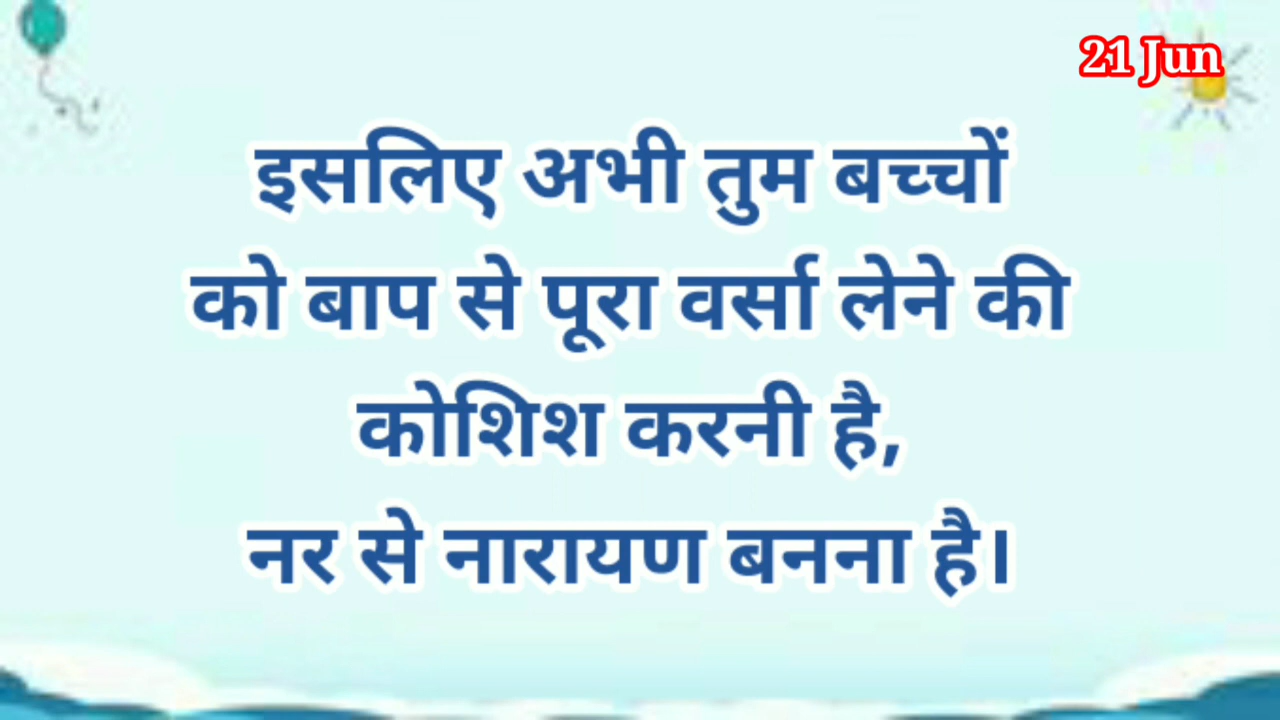 21 Jun
इसलिए अभी तुम बच्चों
को बाप से पूरा वर्सा लेने की
कोशिश करनी है,
नर से नारायण बनना है।